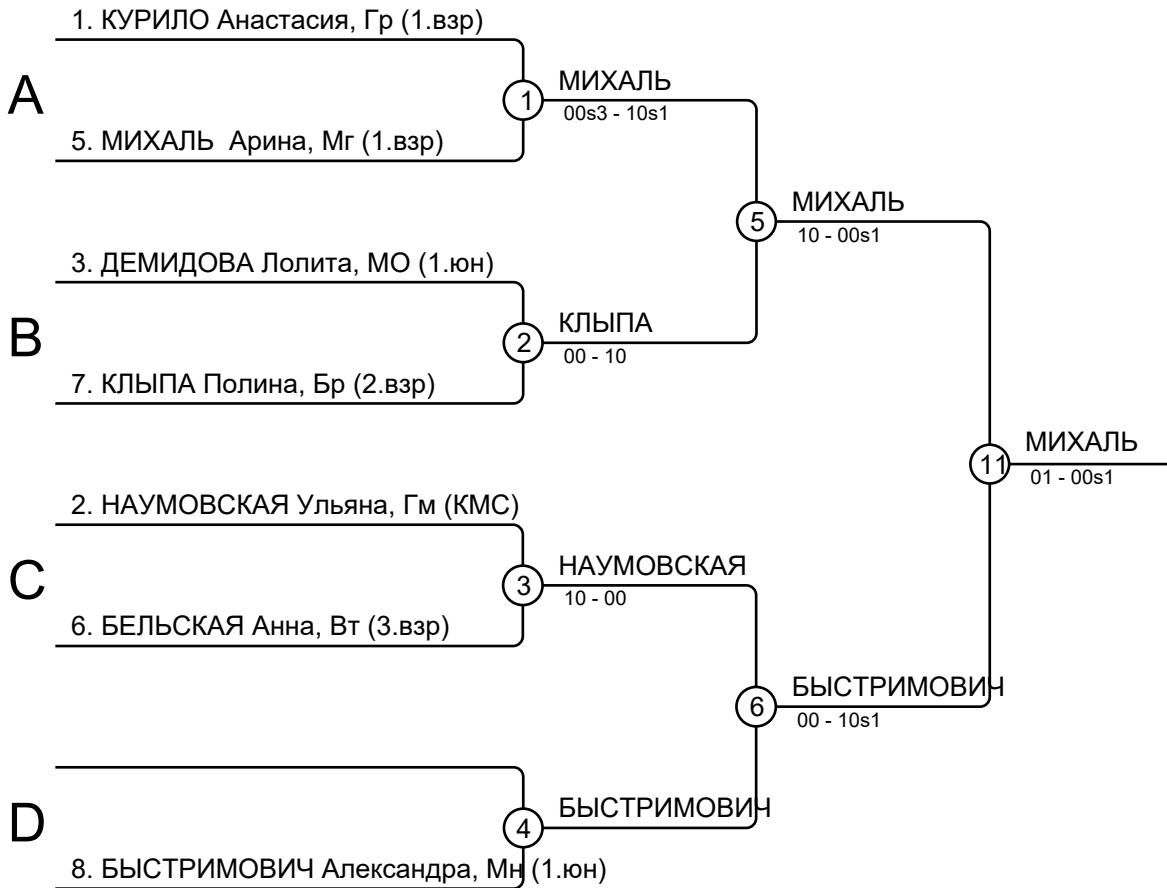 1. КУРИЛО Анастасия, Гр (1.взр)
A
1
МИХАЛЬ
00s3 - 10s1
5. МИХАЛЬ  Арина, Мг (1.взр)
5
МИХАЛЬ
10 - 00s1
3. ДЕМИДОВА Лолита, МО (1.юн)
B
2
КЛЫПА
00 - 10
7. КЛЫПА Полина, Бр (2.взр)
11
МИХАЛЬ
01 - 00s1
2. НАУМОВСКАЯ Ульяна, Гм (КМС)
C
3
НАУМОВСКАЯ
10 - 00
6. БЕЛЬСКАЯ Анна, Вт (3.взр)
6
БЫСТРИМОВИЧ
00 - 10s1
D
4
БЫСТРИМОВИЧ
8. БЫСТРИМОВИЧ Александра, Мн (1.юн)